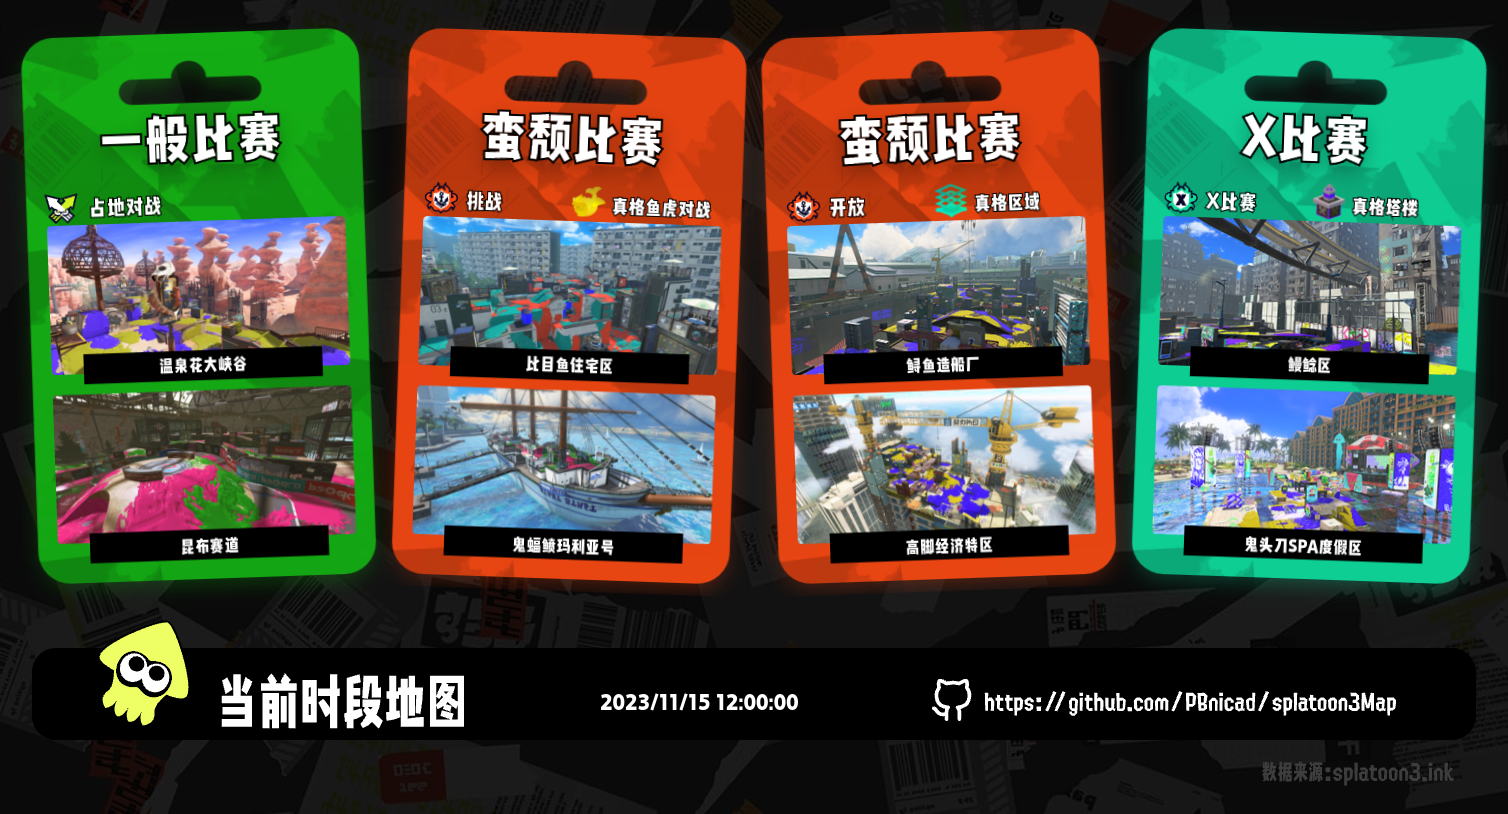 一般比赛
占地对战
温泉花大峡谷
昆布赛道
蛮颓比赛
挑战
真格鱼虎对战
比目鱼住宅区
鬼蝠鲼玛利亚号
蛮颓比赛
开放
真格区域
鲟鱼造船厂
高脚经济特区
X比赛
X比赛
真格塔楼
鳗鲶区
鬼头刀SPA度假区
当前时段地图
2023/11/15 12:00:00
https://github.com/PBnicad/splatoon3Map
数据来源:splatoon3.ink